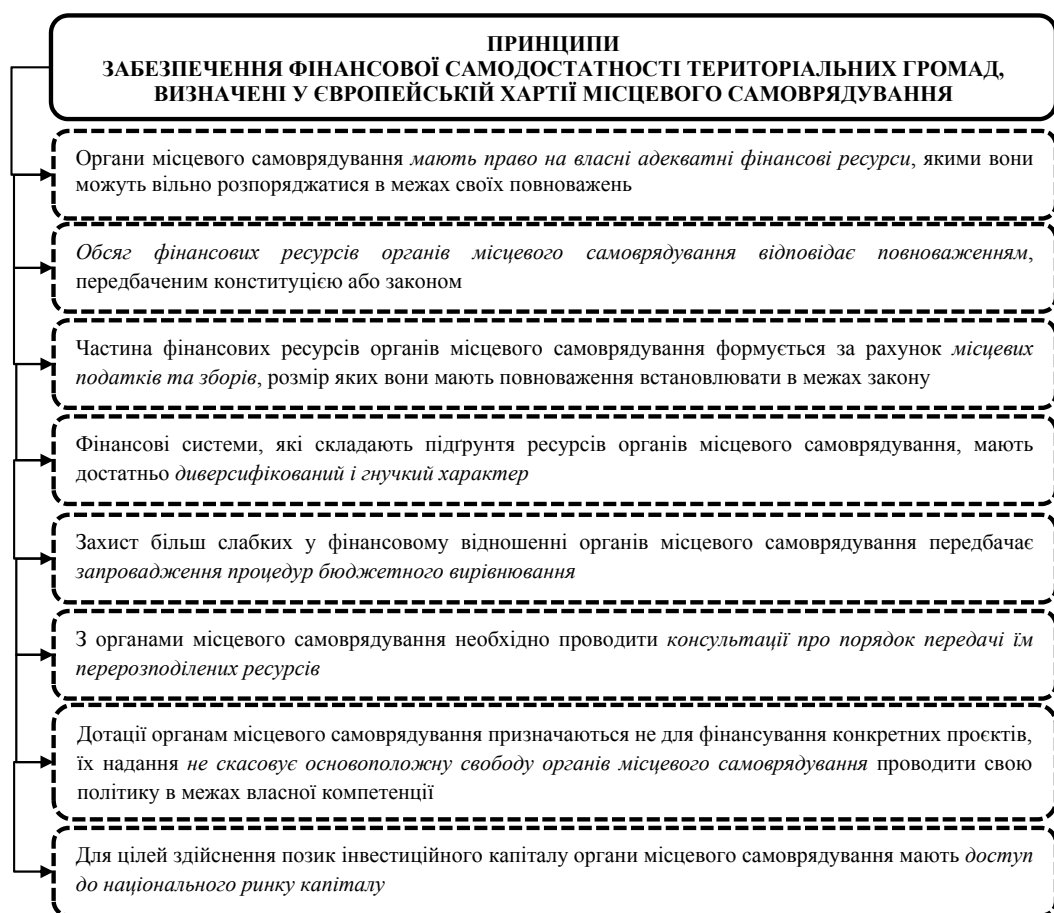 ПРИНЦИПИ
ЗАБЕЗПЕЧЕННЯ ФІНАНСОВОЇ САМОДОСТАТНОСТІ ТЕРИТОРІАЛЬНИХ ГРОМАД,
ВИЗНАЧЕНІ У ЄВРОПЕЙСЬКІЙ ХАРТІЇ МІСЦЕВОГО САМОВРЯДУВАННЯ
Органи місцевого самоврядування мають право на власні адекватні фінансові ресурси, якими вони
можуть вільно розпоряджатися в межах своїх повноважень
Обсяг фінансових ресурсів органів місцевого самоврядування відповідає повноваженням,
передбаченим конституцією або законом
Частина фінансових ресурсів органів місцевого самоврядування формується за рахунок місцевих
податків та зборів, розмір яких вони мають повноваження встановлювати в межах закону
Фінансові системи, які складають підґрунтя ресурсів органів місцевого самоврядування, мають
достатньо диверсифікований і гнучкий характер
Захист більш слабких у фінансовому відношенні органів місцевого самоврядування передбачає
запровадження процедур бюджетного вирівнювання
З органами місцевого самоврядування необхідно проводити консультації про порядок передачі їм
перерозподілених ресурсів
Дотації органам місцевого самоврядування призначаються не для фінансування конкретних проєктів,
їх надання не скасовує основоположну свободу органів місцевого самоврядування проводити свою
політику в межах власної компетенції
Для цілей здійснення позик інвестиційного капіталу органи місцевого самоврядування мають доступ
до національного ринку капіталу